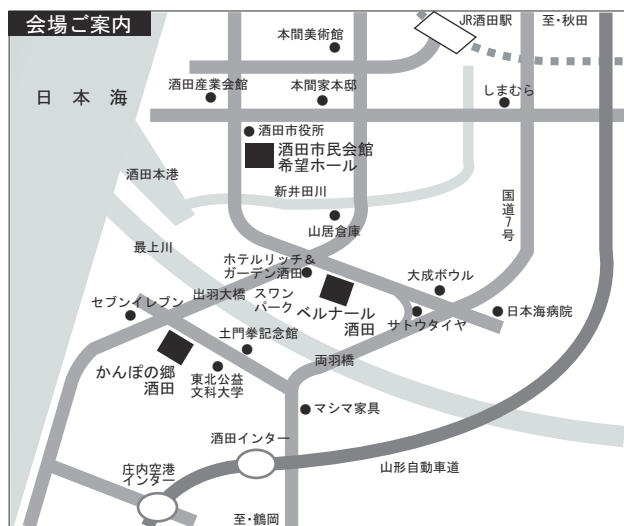 会場ご案内
JR酒田駅
至・秋田
本間美術館
日本海
酒田産業会館
本間家本邸
しまむら
酒田市役所
酒田市民会館
希望ホール
酒田本港
新井田川
国道7号
山居倉庫
最上川
ホテルリッチ＆
ガーデン酒田
大成ボウル
出羽大橋
スワン
パーク
セブンイレブン
ベルナール
酒田
サトウタイヤ
日本海病院
土門拳記念館
両羽橋
かんぽの郷
酒田
東北公益
文科大学
マシマ家具
酒田インター
庄内空港
インター
山形自動車道
至・鶴岡